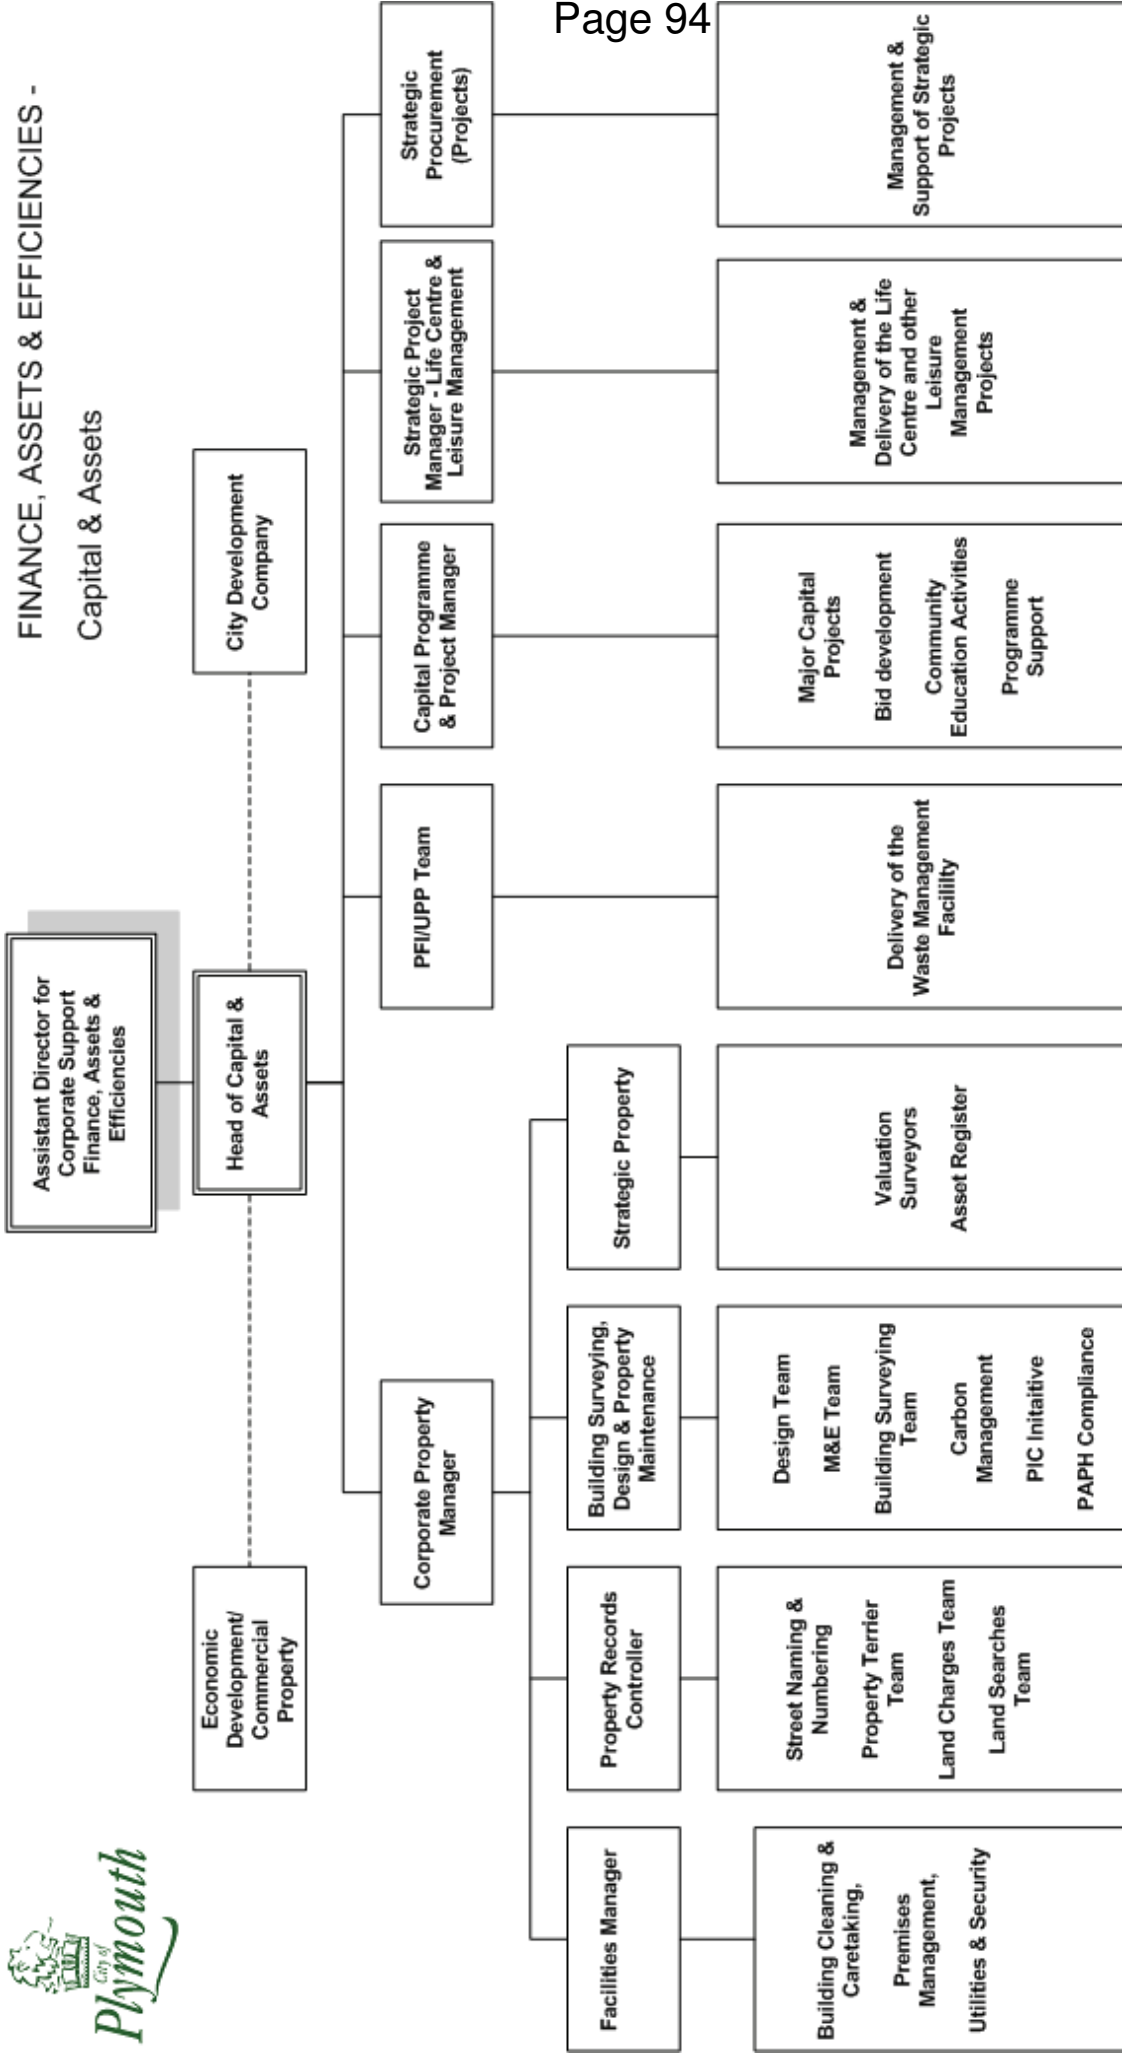 Page 94
City of
Plymouth
FINANCE, ASSETS & EFFICIENCIES -
Capital & Assets
Assistant Director for
Corporate Support
Finance, Assets &
Efficiencies
Economic
Development/
Commercial
Property
Head of Capital &
Assets
City Development
Company
Corporate Property
Manager
PFI/UPP Team
Capital Programme
& Project Manager
Strategic Project
Manager - Life Centre &
Leisure Management
Strategic
Procurement
(Projects)
Facilities Manager
Property Records
Controller
Building Surveying,
Design & Property
Maintenance
Strategic Property
Building Cleaning &
Caretaking,
Premises
Management,
Utilities & Security
Street Naming &
Numbering
Property Terrier
Team
Land Charges Team
Land Searches
Team
Design Team
M&E Team
Building Surveying
Team
Carbon
Management
PIC Initaitive
PAPH Compliance
Valuation
Surveyors
Asset Register
Delivery of the
Waste Management
Facililty
Major Capital
Projects
Bid development
Community
Education Activities
Programme
Support
Management &
Delivery of the Life
Centre and other
Leisure
Management
Projects
Management &
Support of Strategic
Projects